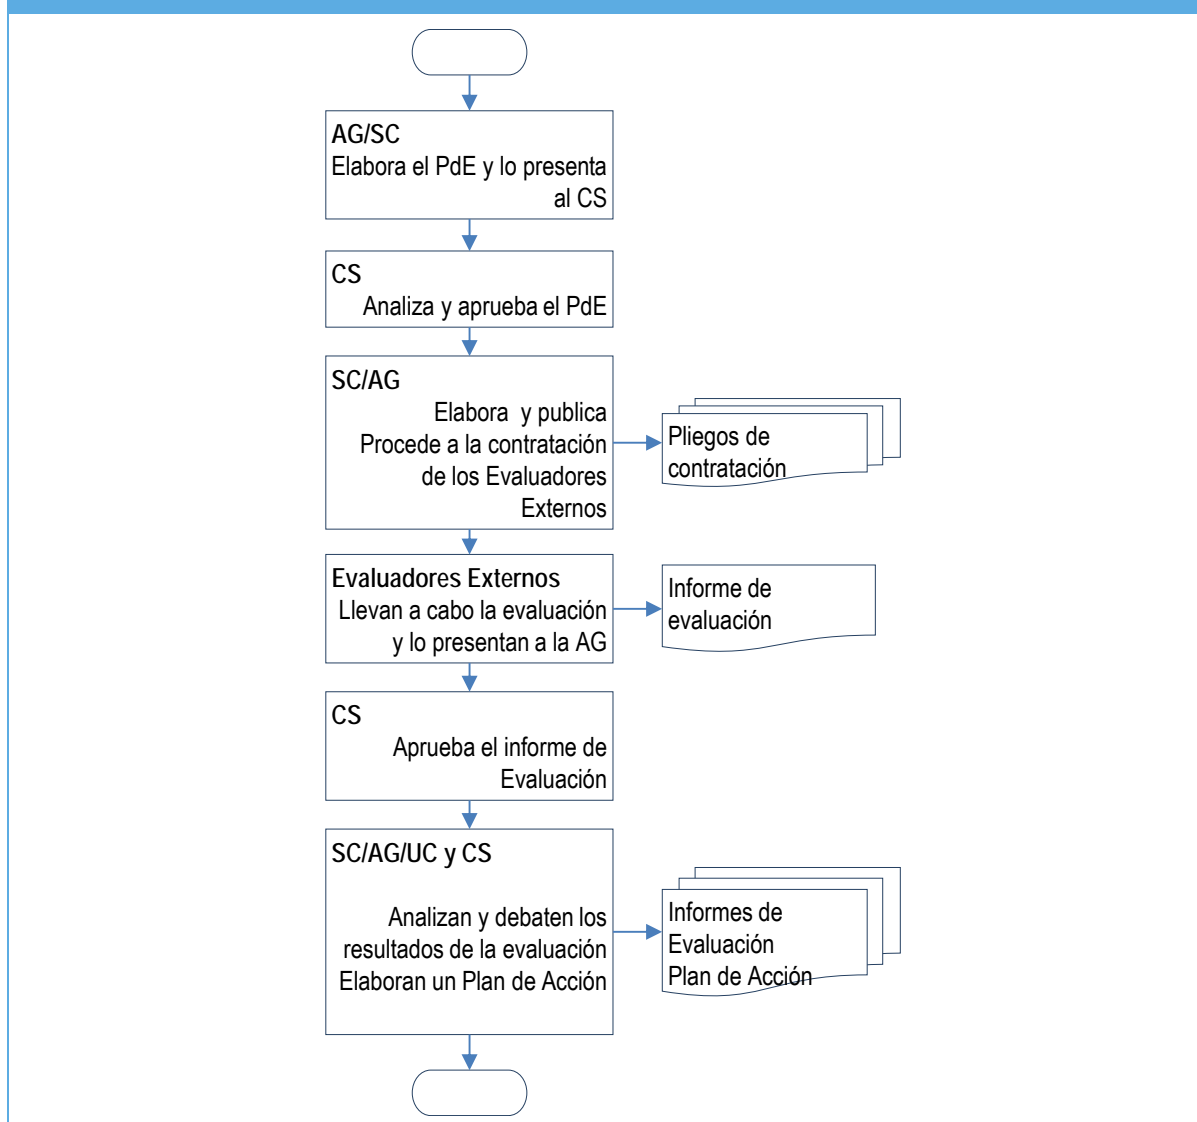 AG/SC
Elabora el PdE y lo presenta
al CS
CS
Analiza y aprueba el PdE
SC/AG
Elabora y publica
Procede a la contratación
de los Evaluadores
Externos
Pliegos de
contratación
Evaluadores Externos
Llevan a cabo la evaluación
y lo presentan a la AG
Informe de
evaluación
CS
Aprueba el informe de
Evaluación
SC/AG/UC y CS
Analizan y debaten los
resultados de la evaluación
Elaboran un Plan de Acción
Informes de
Evaluación
Plan de Acción